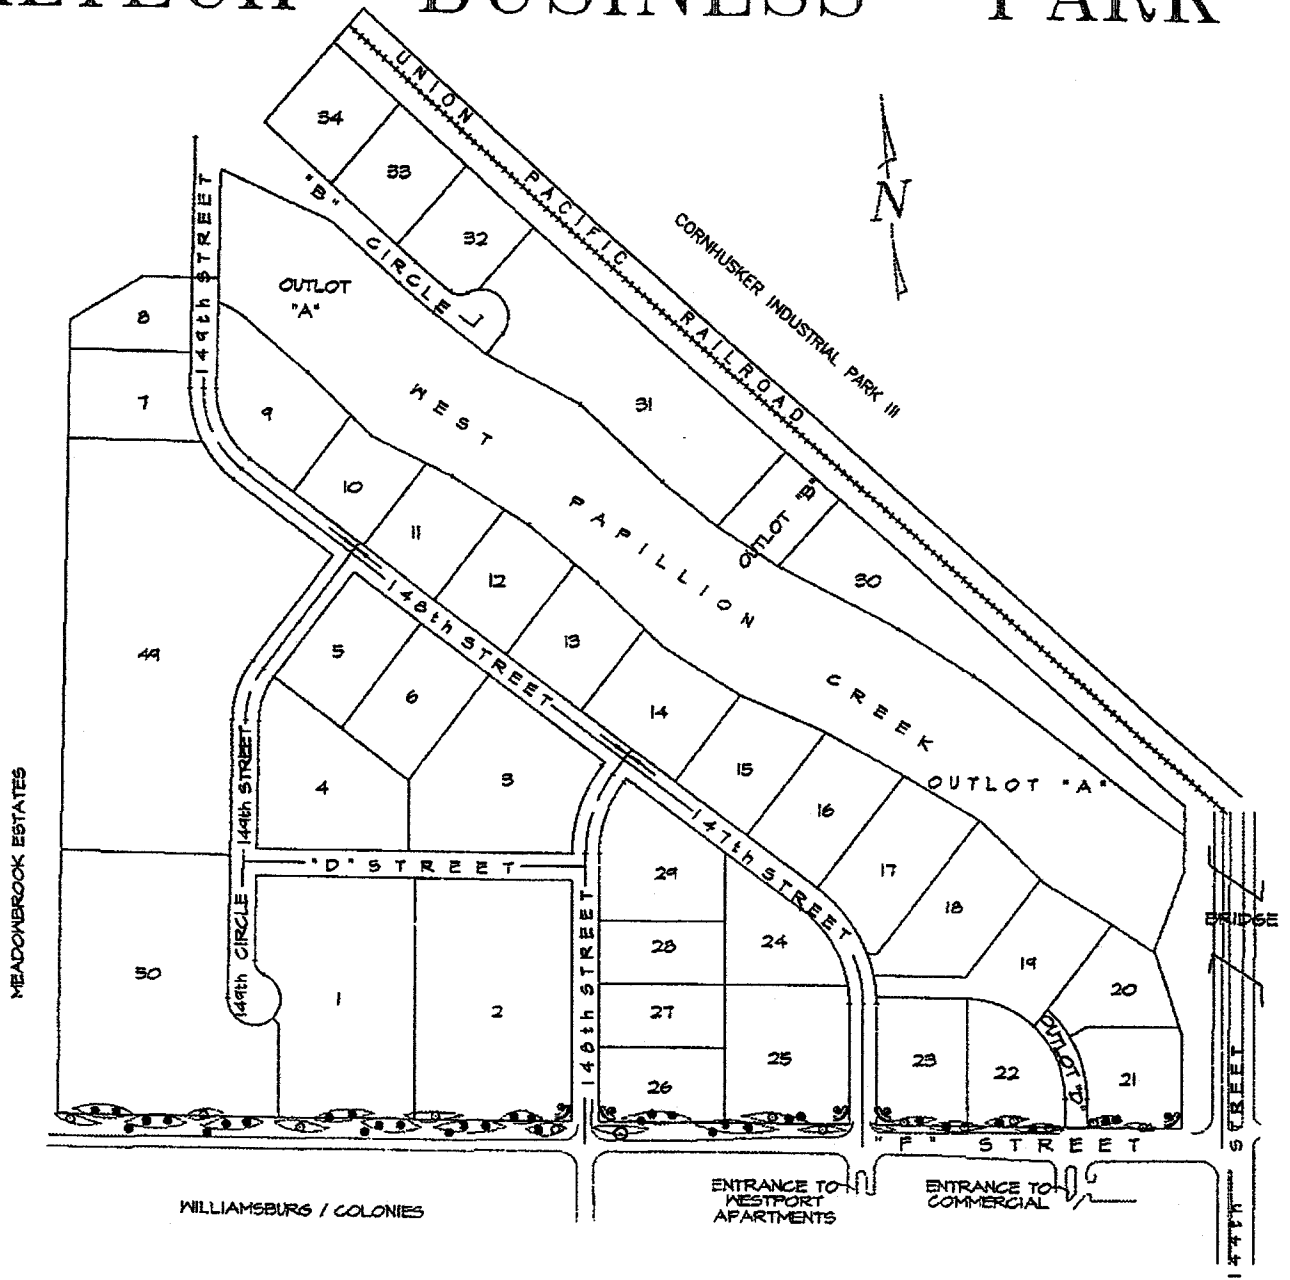 BUSINESS PARK
UNION PACIFIC RAILROAD
CORNHUSKER INDUSTRIAL PARK III
N
34
33
32
"B" CIRCLE
149th STREET
OUTLOT
"A"
8
7
9
31
WEST PAPILLION CREEK
10
11
12
13
14
15
16
17
18
19
20
OUTLOT "B"
30
OUTLOT "A"
148th STREET
49
5
6
4
3
149th STREET
"D" STREET
147th STREET
MEADOWBROOK ESTATES
29
28
27
26
24
25
BRIDGE
50
149th CIRCLE
1
2
148th STREET
23
22
OUTLOT "C"
21
"F" STREET
144th STREET
WILLIAMSBURG / COLONIES
ENTRANCE TO
WESTPORT
APARTMENTS
ENTRANCE TO
COMMERCIAL